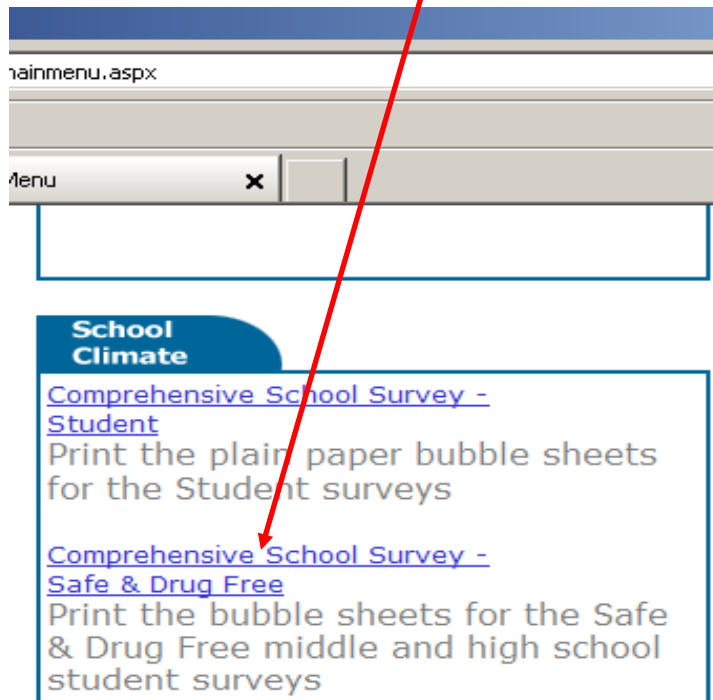 ainmenu.aspx
Menu
School
Climate
Comprehensive School Survey -
Student
Print the plain paper bubble sheets
for the Student surveys
Comprehensive School Survey -
Safe & Drug Free
Print the bubble sheets for the Safe
& Drug Free middle and high school
student surveys